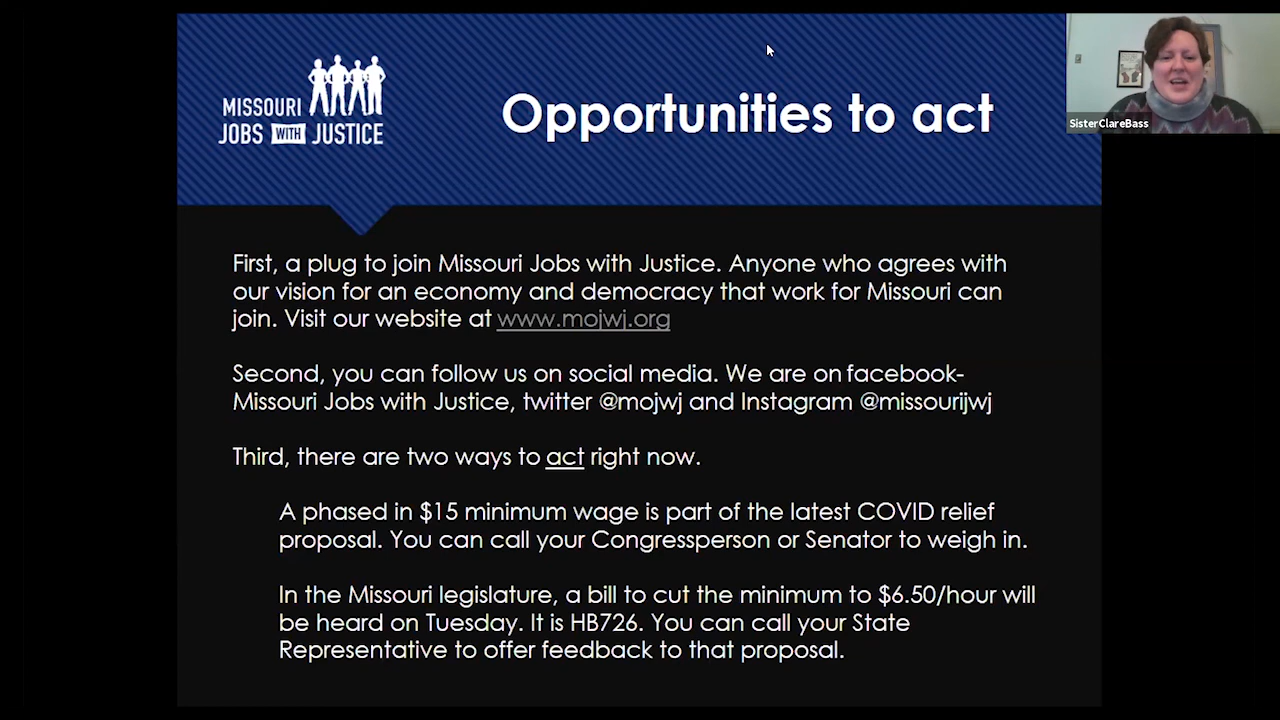 MISSOURI
JOBS WITH JUSTICE
Opportunities to act
SisterClareBass
First, a plug to join Missouri Jobs with Justice. Anyone who agrees with
our vision for an economy and democracy that work for Missouri can
join. Visit our website at www.mojwj.org
Second, you can follow us on social media. We are on facebook-
Missouri Jobs with Justice, twitter @mojwj and Instagram @missourijwj
Third, there are two ways to act right now.
A phased in $15 minimum wage is part of the latest COVID relief
proposal. You can call your Congressperson or Senator to weigh in.
In the Missouri legislature, a bill to cut the minimum to $6.50/hour will
be heard on Tuesday. It is HB726. You can call your State
Representative to offer feedback to that proposal.